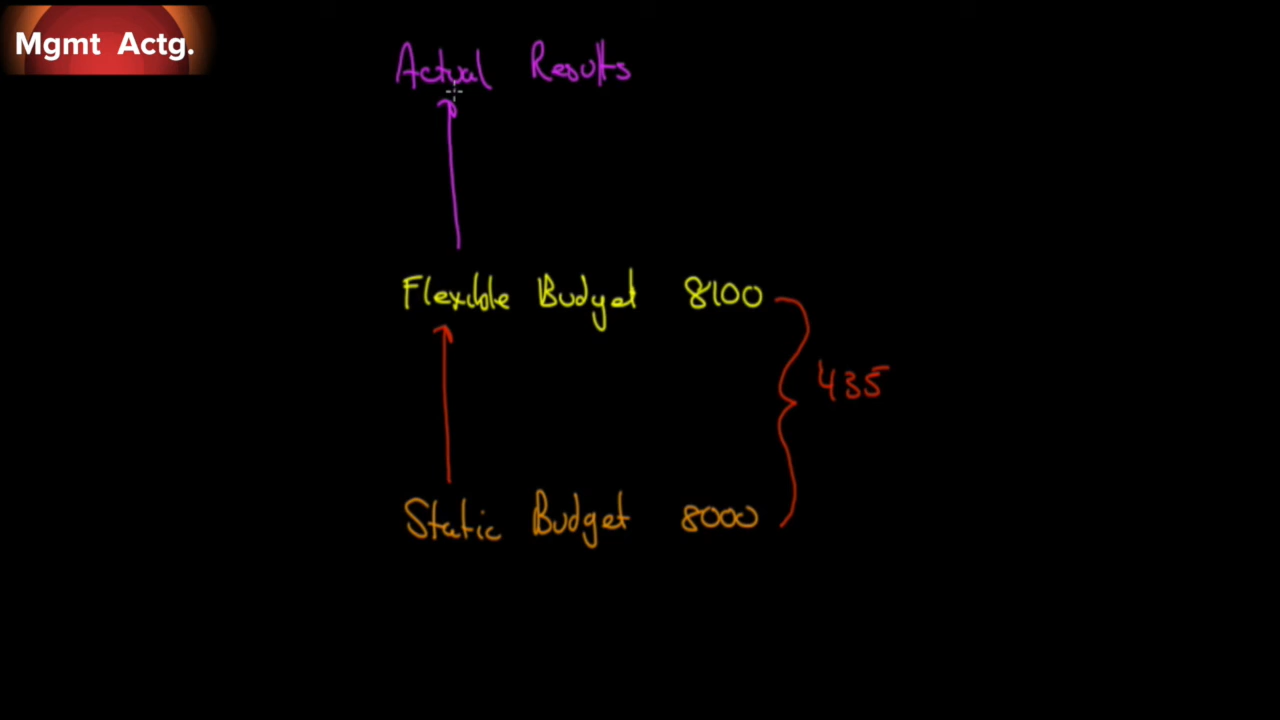 Mgmt Actg.
Actual Results
Flexible Budget 8100
435
Static Budget 8000